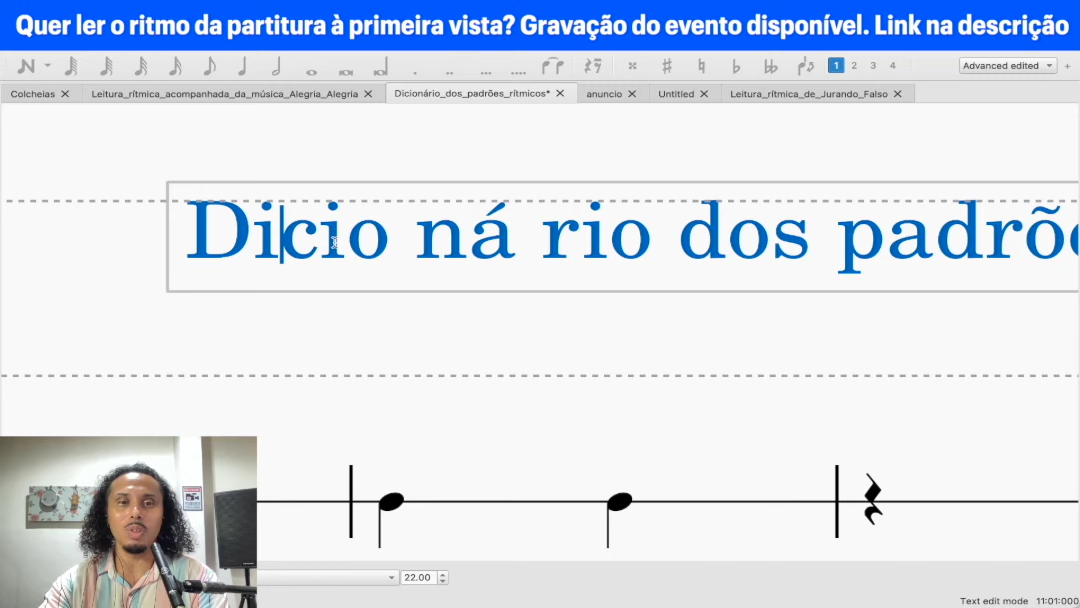 Quer ler o ritmo da partitura à primeira vista? Gravação do evento disponível. Link na descrição
1 2 3 4 Advanced edited +
Colcheias X Leitura_rítmica_acompanhada_da_música_Alegria_Alegria X Dicionário_dos_padrões_rítmicos* X anuncio X Untitled X Leitura_rítmica_de_Jurando_Falso X
Dicio ná rio dos padrõe
22.00
Text edit mode 11:01:000